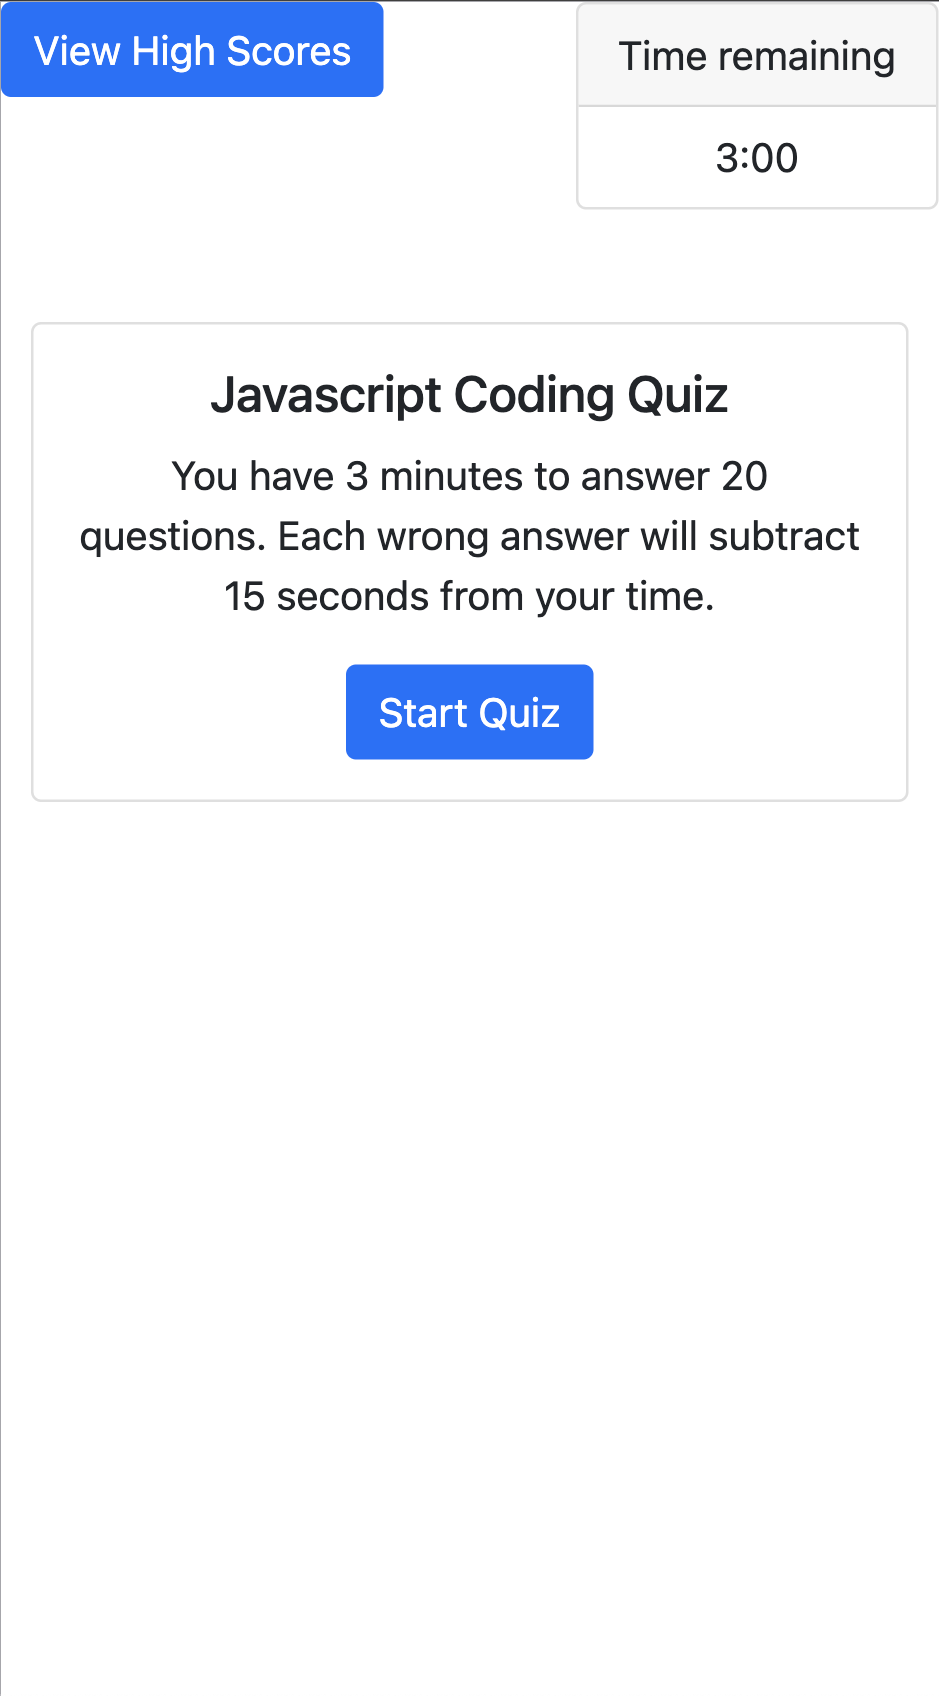 View High Scores
Time remaining
3:00
Javascript Coding Quiz
You have 3 minutes to answer 20
questions. Each wrong answer will subtract
15 seconds from your time.
Start Quiz